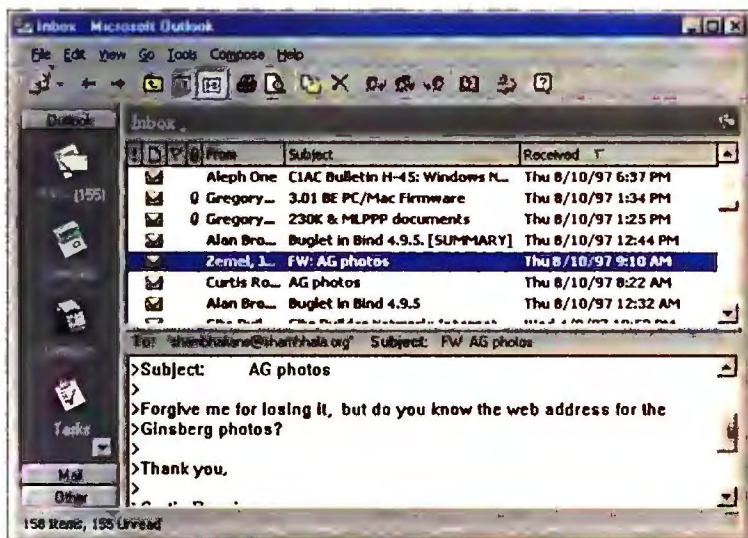 Inbox - Microsoft Outlook
File Edit View Go Tools Compose Help
Outlook
Inbox
From Subject Received
Aleph One CIAC Bulletin H-45: Windows N... Thu 8/10/97 6:37 PM
Gregory... 3.01 BE PC/Mac Firmware Thu 8/10/97 1:34 PM
Gregory... 230K & MLPPP documents Thu 8/10/97 1:25 PM
Alan Bro... Buglet in Bind 4.9.5. [SUMMARY] Thu 8/10/97 12:44 PM
Zemel, J... FW: AG photos Thu 8/10/97 9:10 AM
Curtis Ro... AG photos Thu 8/10/97 8:22 AM
Alan Bro... Buglet in Bind 4.9.5 Thu 8/10/97 12:32 AM
(155)
To: Subject: FW: AG photos
>Subject: AG photos
>
>Forgive me for losing it, but do you know the web address for the
>Ginsberg photos?
>
>Thank you,
>
Tasks
Mail
Other
158 Items, 155 Unread